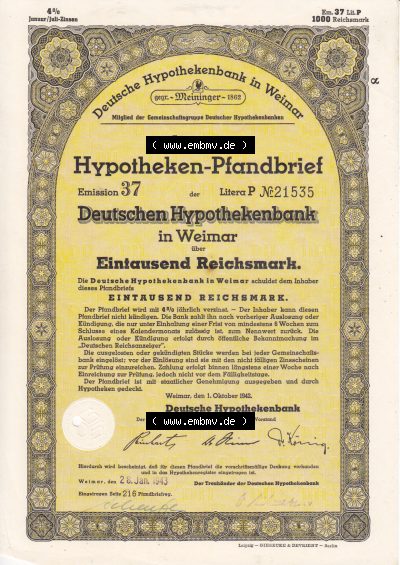 4%
Januar/Juli-Zinsen
Em. 37 Lit. P
1000 Reichsmark
Deutsche Hypothekenbank in Weimar
gegr. - Meininger - 1862
Mitglied der Gemeinschaftsgruppe Deutscher Hypothekenbanken
( www.embmv.de )
Hypotheken-Pfandbrief
Emission 37 der Litera P № 21535
Deutschen Hypothekenbank
in Weimar
über
Eintausend Reichsmark.
Die Deutsche Hypothekenbank in Weimar schuldet dem Inhaber
dieses Pfandbriefs
EINTAUSEND REICHSMARK.
Der Pfandbrief wird mit 4% jährlich verzinst. - Der Inhaber kann diesen
Pfandbrief nicht kündigen. Die Bank zahlt ihn nach vorheriger Auslosung oder
Kündigung, die nur unter Einhaltung einer Frist von mindestens 8 Wochen zum
Schlusse eines Kalendermonats zulässig ist, zum Nennwert zurück. Die
Auslosung oder Kündigung erfolgt durch öffentliche Bekanntmachung im
„Deutschen Reichsanzeiger".
Die ausgelosten oder gekündigten Stücke werden bei jeder Gemeinschafts-
bank eingelöst; vor der Einlösung sind sie mit den nicht fälligen Zinsscheinen
zur Prüfung einzureichen. Zahlung erfolgt binnen längstens einer Woche nach
Einreichung zur Prüfung, jedoch nicht vor dem Fälligkeitstage.
Der Pfandbrief ist mit staatlicher Genehmigung ausgegeben und durch
Hypotheken gedeckt.
Weimar, den 1. Oktober 1942.
Deutsche Hypothekenbank
Der Vorstand
( www.embmv.de )
Hierdurch wird bescheinigt, daß für diesen Pfandbrief die vorschriftsmäßige Deckung vorhanden
und in das Hypothekenregister eingetragen ist.
Weimar, den 26. Jan. 1943
Der Treuhänder der Deutschen Hypothekenbank
Eingetragen Seite 216 Pfandbriefreg.
Leipzig - GIESECKE & DEVRIENT - Berlin